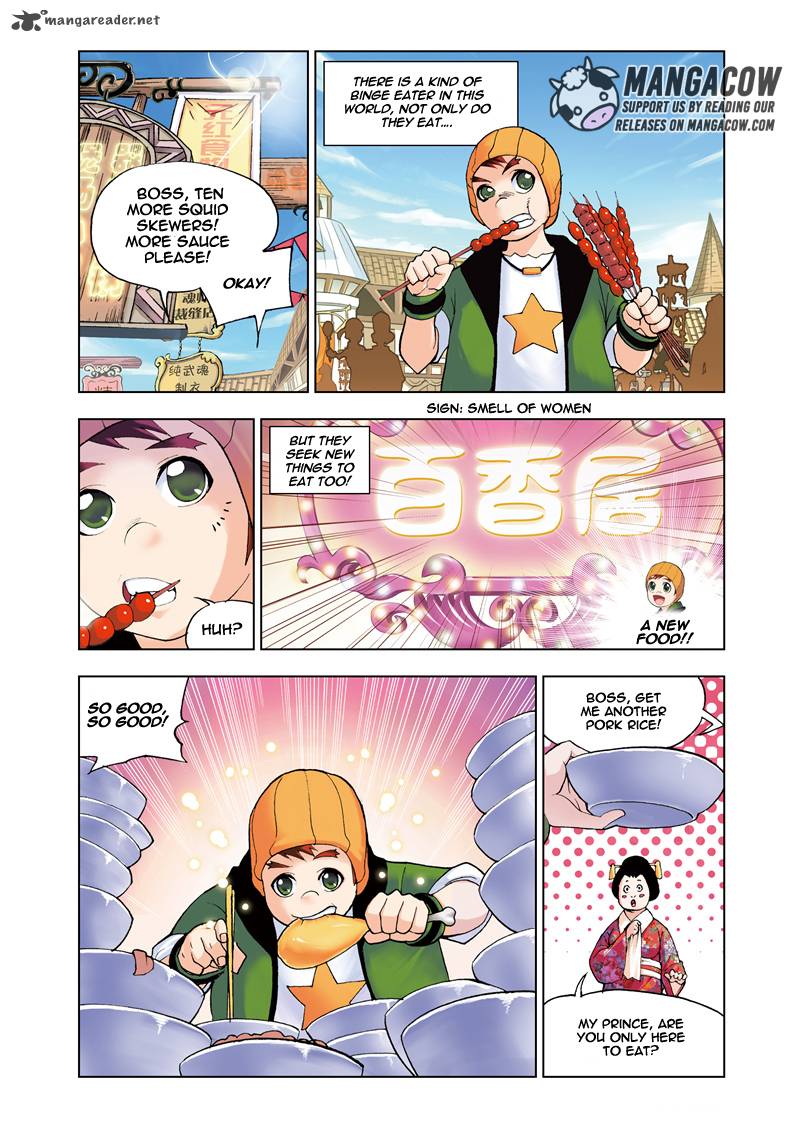 mangareader.net
MANGACOW
SUPPORT US BY READING OUR
RELEASES ON MANGACOW.COM
BOSS, TEN
MORE SQUID
SKEWERS!
MORE SAUCE
PLEASE!
OKAY!
裁缝店
纯武魂
制衣
THERE IS A KIND OF
BINGE EATER IN THIS
WORLD, NOT ONLY DO
THEY EAT....
SIGN: SMELL OF WOMEN
HUH?
BUT THEY
SEEK NEW
THINGS TO
EAT TOO!
百香居
A NEW
FOOD!!
SO GOOD,
SO GOOD!
BOSS, GET
ME ANOTHER
PORK RICE!
MY PRINCE, ARE
YOU ONLY HERE
TO EAT?